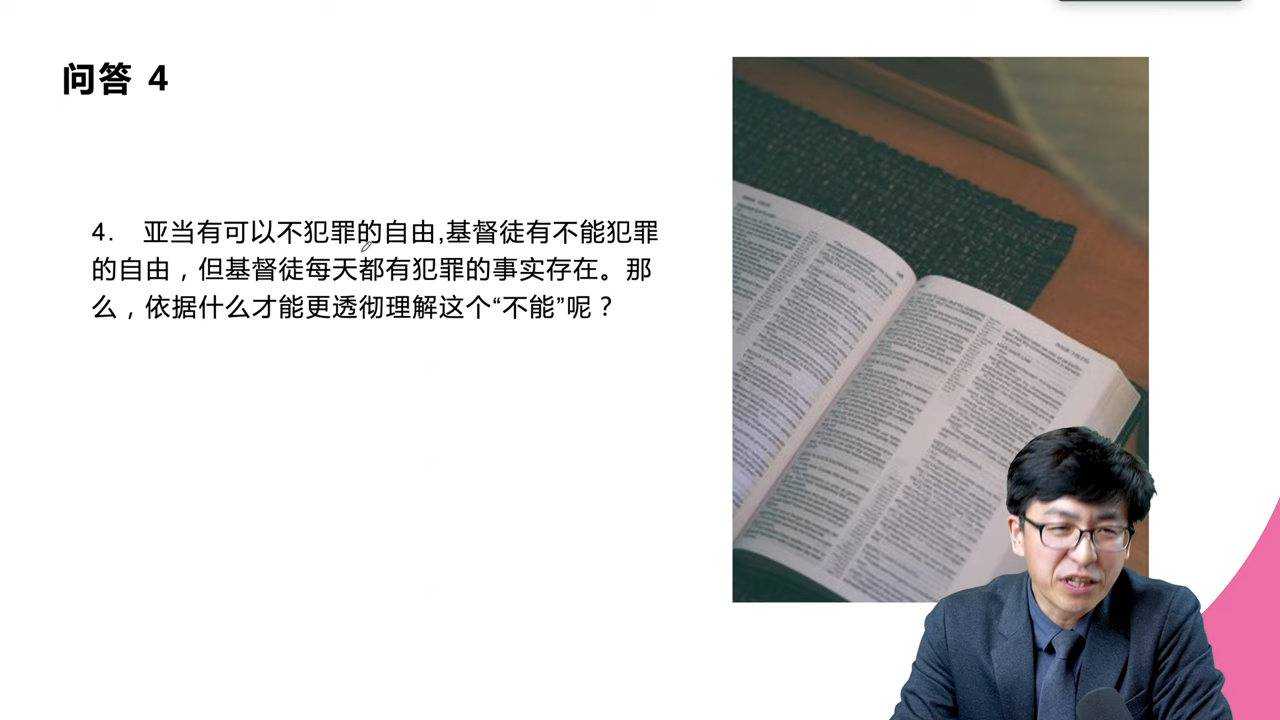 问答 4
4. 亚当有可以不犯罪的自由,基督徒有不能犯罪
的自由，但基督徒每天都有犯罪的事实存在。那
么，依据什么才能更透彻理解这个“不能”呢？